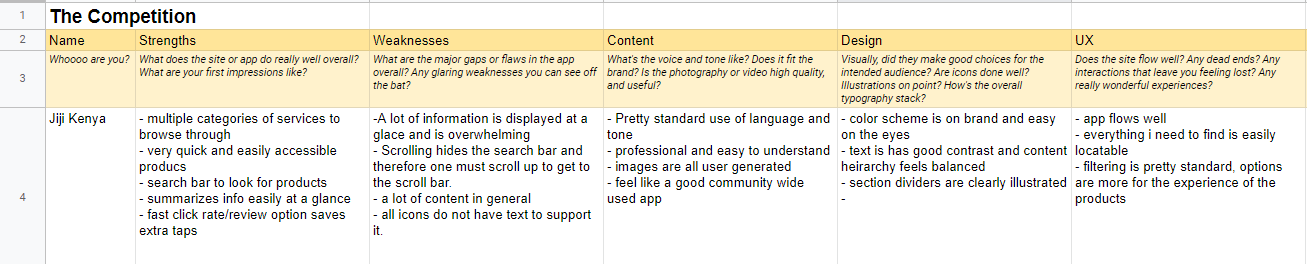 1
The Competition
2
Name
Strengths
Weaknesses
Content
Design
UX
3
Whoooo are you?
What does the site or app do really well overall?
What are your first impressions like?
What are the major gaps or flaws in the app
overall? Any glaring weaknesses you can see off
the bat?
What's the voice and tone like? Does it fit the
brand? Is the photography or video high quality,
and useful?
Visually, did they make good choices for the
intended audience? Are icons done well?
Illustrations on point? How's the overall
typography stack?
Does the site flow well? Any dead ends? Any
interactions that leave you feeling lost? Any
really wonderful experiences?
4
Jiji Kenya
- multiple categories of services to
browse through
- very quick and easily accessible
producs
- search bar to look for products
- summarizes info easily at a glance
- fast click rate/review option saves
extra taps
-A lot of information is displayed at a
glace and is overwhelming
- Scrolling hides the search bar and
therefore one must scroll up to get to
the scroll bar.
- a lot of content in general
- all icons do not have text to support
it.
- Pretty standard use of language and
tone
- professional and easy to understand
- images are all user generated
- feel like a good community wide
used app
- color scheme is on brand and easy
on the eyes
- text is has good contrast and content
heirarchy feels balanced
- section dividers are clearly illustrated
-
- app flows well
- everything i need to find is easily
locatable
- filtering is pretty standard, options
are more for the experience of the
products